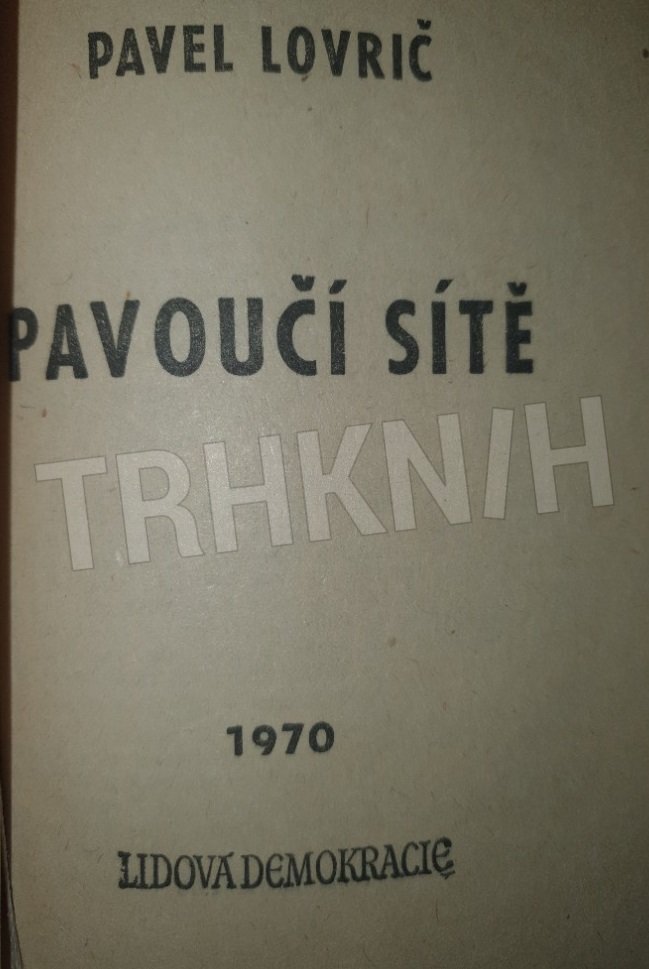 PAVEL LOVRIČ
PAVOUČÍ SÍTĚ
TRHKNIH
1970
LIDOVÁ DEMOKRACIE